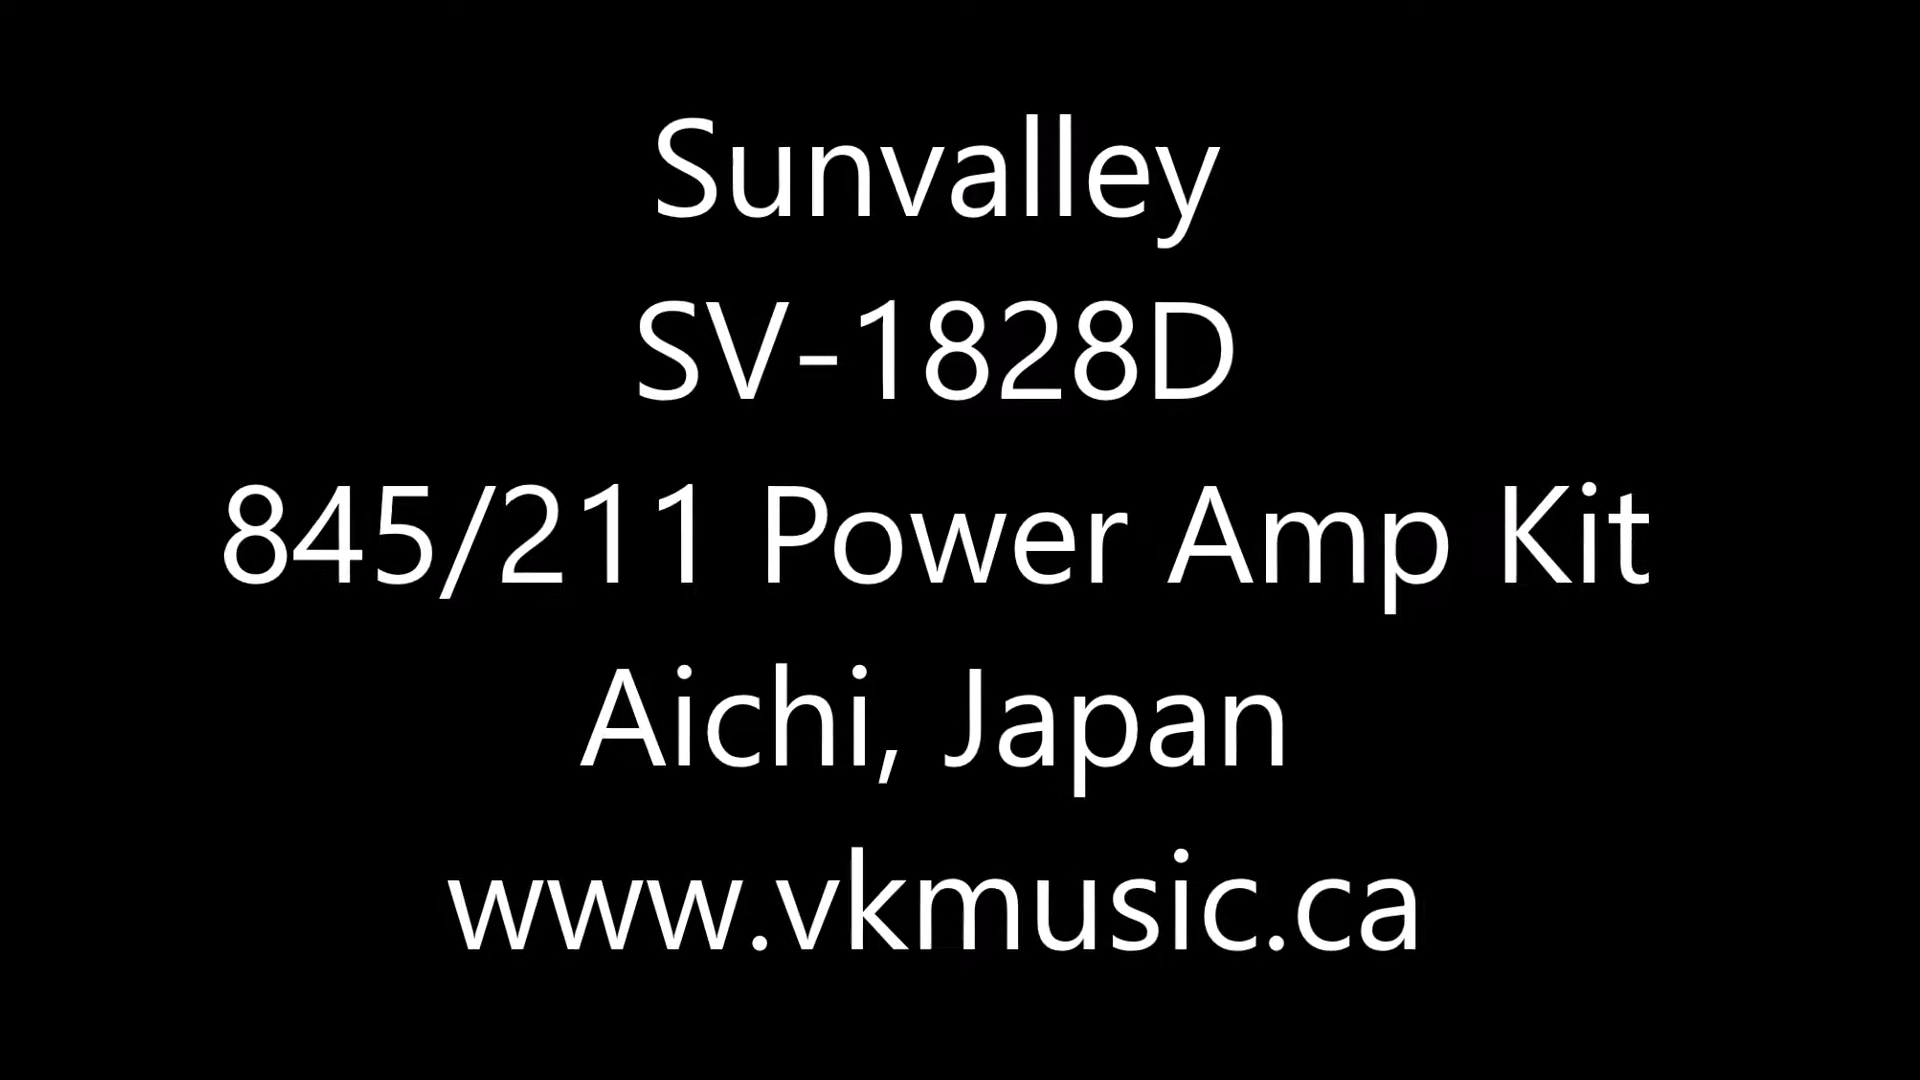 Sunvalley
SV-1828D
845/211 Power Amp Kit
Aichi, Japan
www.vkmusic.ca